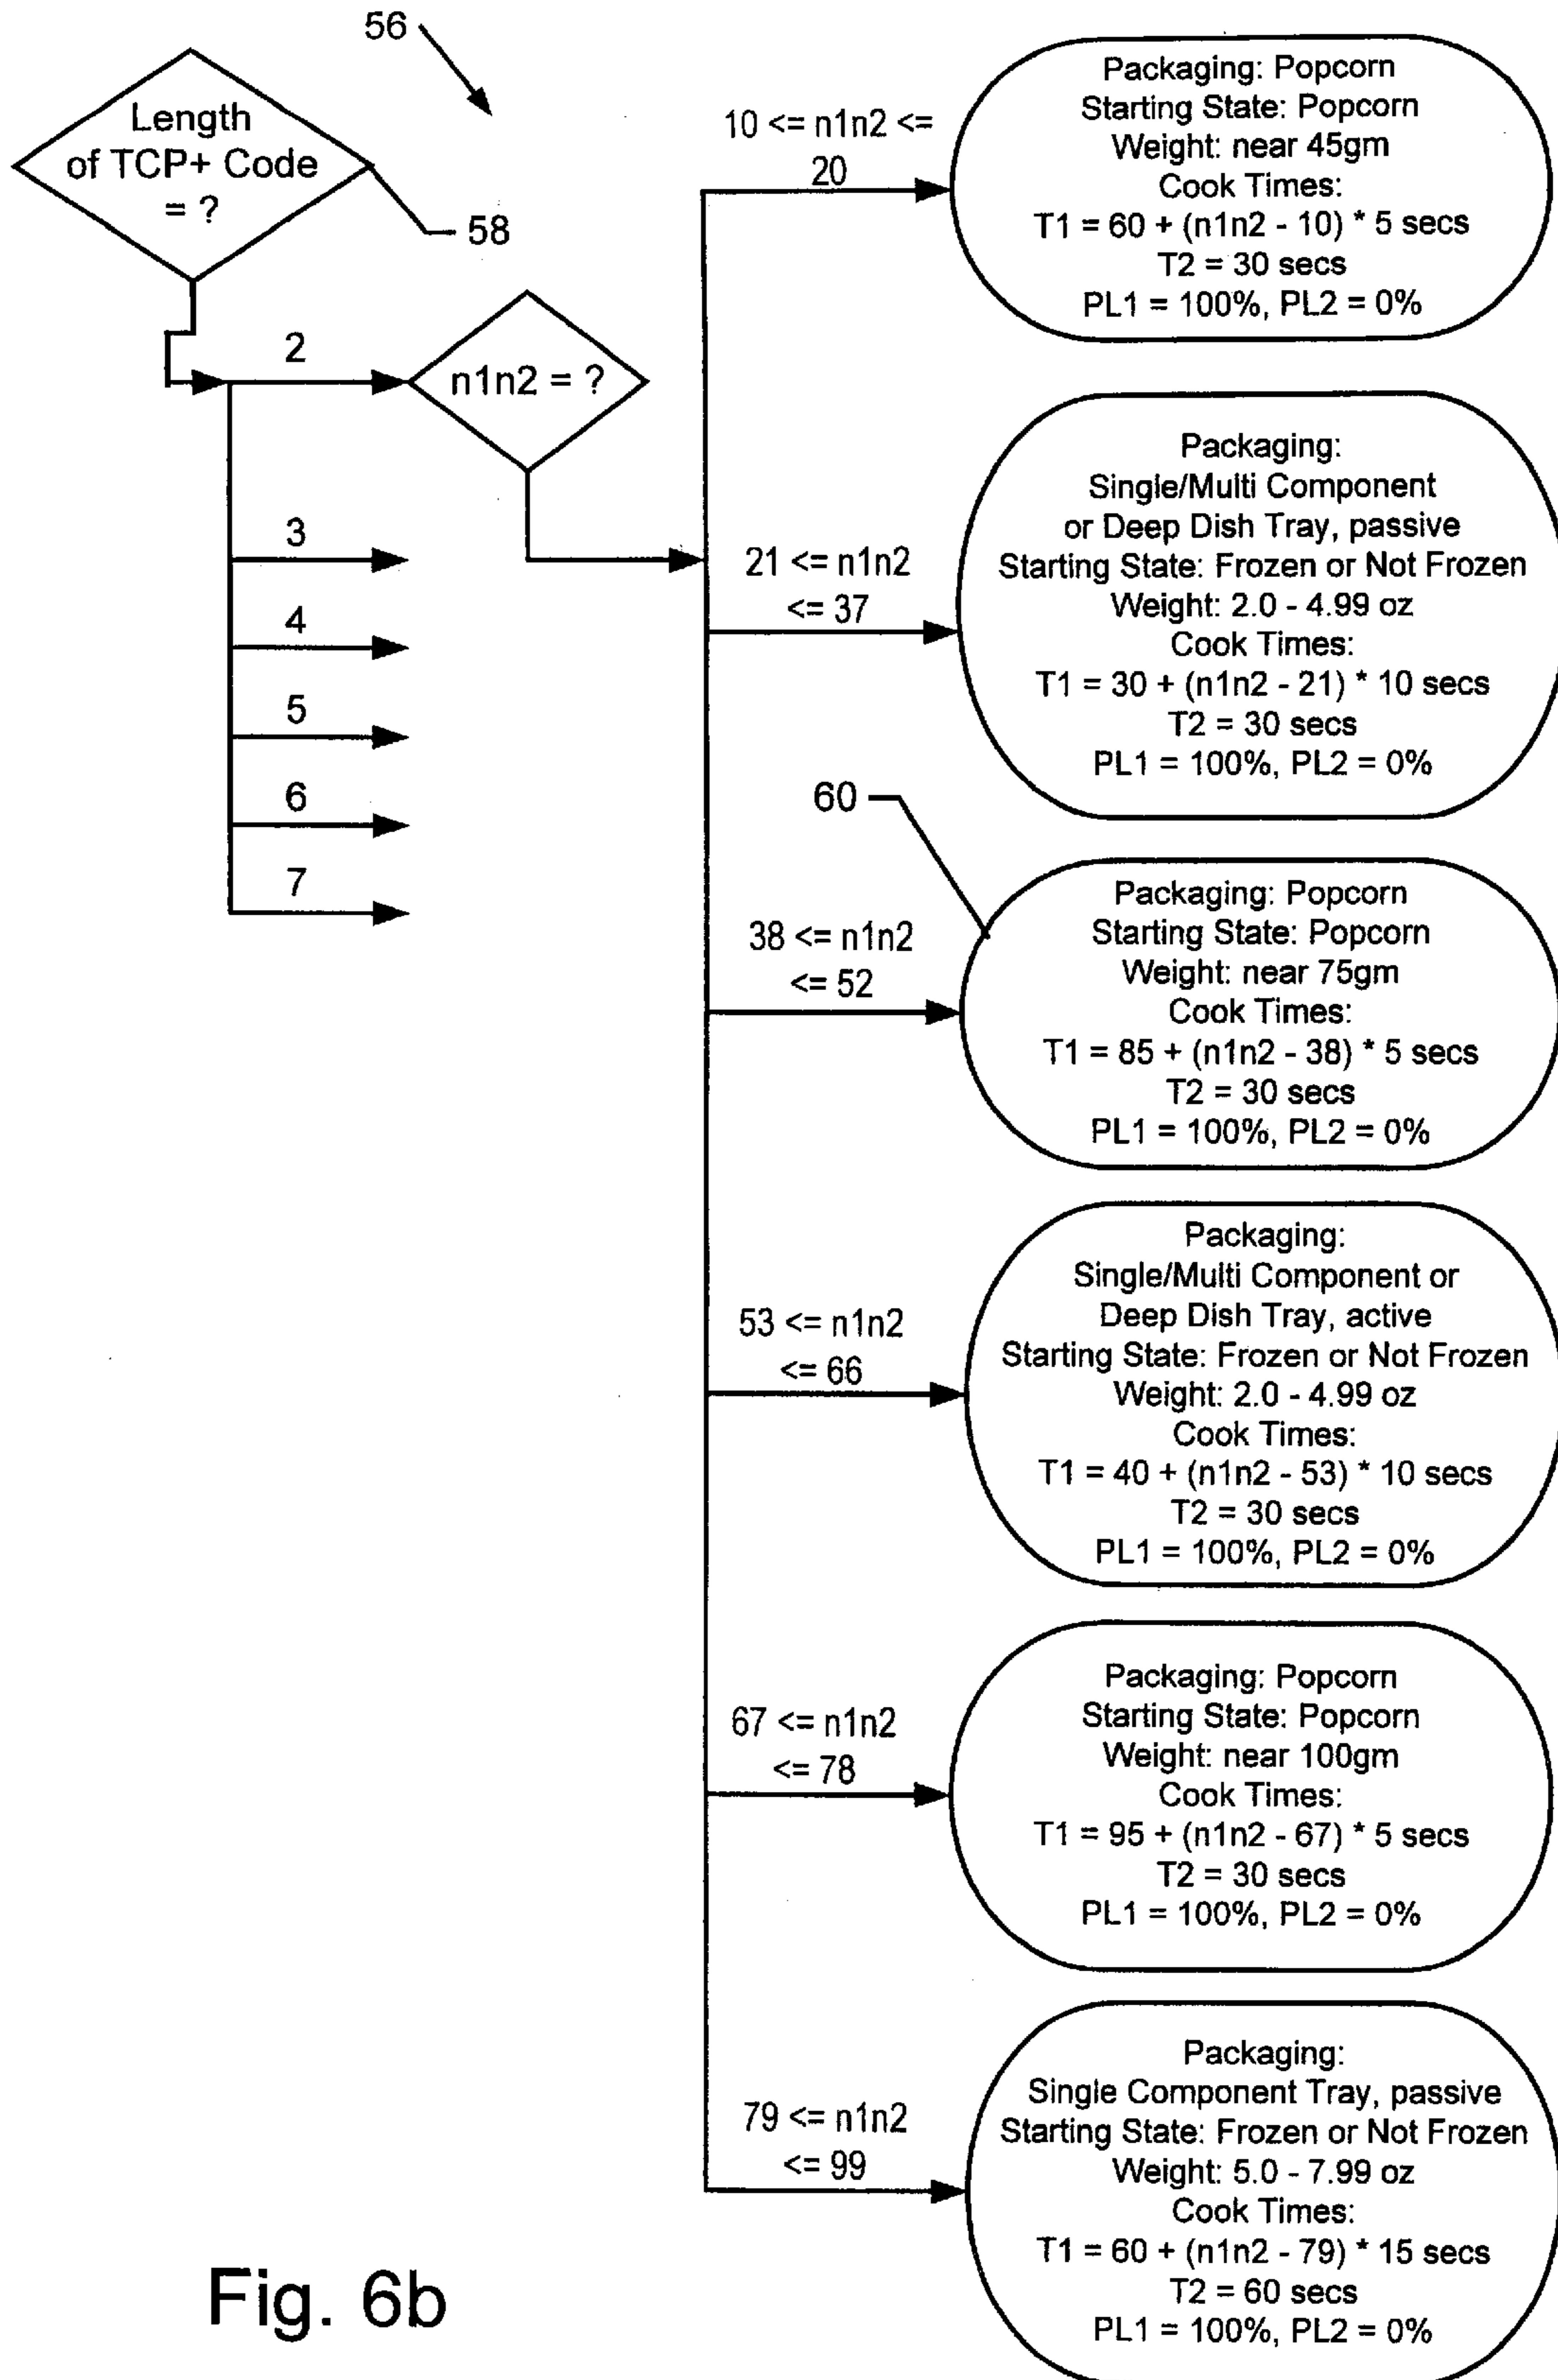 56
Length
of TCP+ Code
= ?
58
2
n1n2 = ?
3
4
5
6
7
10 <= n1n2 <=
20
Packaging: Popcorn
Starting State: Popcorn
Weight: near 45gm
Cook Times:
T1 = 60 + (n1n2 - 10) * 5 secs
T2 = 30 secs
PL1 = 100%, PL2 = 0%
21 <= n1n2
<= 37
Packaging:
Single/Multi Component
or Deep Dish Tray, passive
Starting State: Frozen or Not Frozen
Weight: 2.0 - 4.99 oz
Cook Times:
T1 = 30 + (n1n2 - 21) * 10 secs
T2 = 30 secs
PL1 = 100%, PL2 = 0%
60
38 <= n1n2
<= 52
Packaging: Popcorn
Starting State: Popcorn
Weight: near 75gm
Cook Times:
T1 = 85 + (n1n2 - 38) * 5 secs
T2 = 30 secs
PL1 = 100%, PL2 = 0%
53 <= n1n2
<= 66
Packaging:
Single/Multi Component or
Deep Dish Tray, active
Starting State: Frozen or Not Frozen
Weight: 2.0 - 4.99 oz
Cook Times:
T1 = 40 + (n1n2 - 53) * 10 secs
T2 = 30 secs
PL1 = 100%, PL2 = 0%
67 <= n1n2
<= 78
Packaging: Popcorn
Starting State: Popcorn
Weight: near 100gm
Cook Times:
T1 = 95 + (n1n2 - 67) * 5 secs
T2 = 30 secs
PL1 = 100%, PL2 = 0%
79 <= n1n2
<= 99
Packaging:
Single Component Tray, passive
Starting State: Frozen or Not Frozen
Weight: 5.0 - 7.99 oz
Cook Times:
T1 = 60 + (n1n2 - 79) * 15 secs
T2 = 60 secs
PL1 = 100%, PL2 = 0%
Fig. 6b